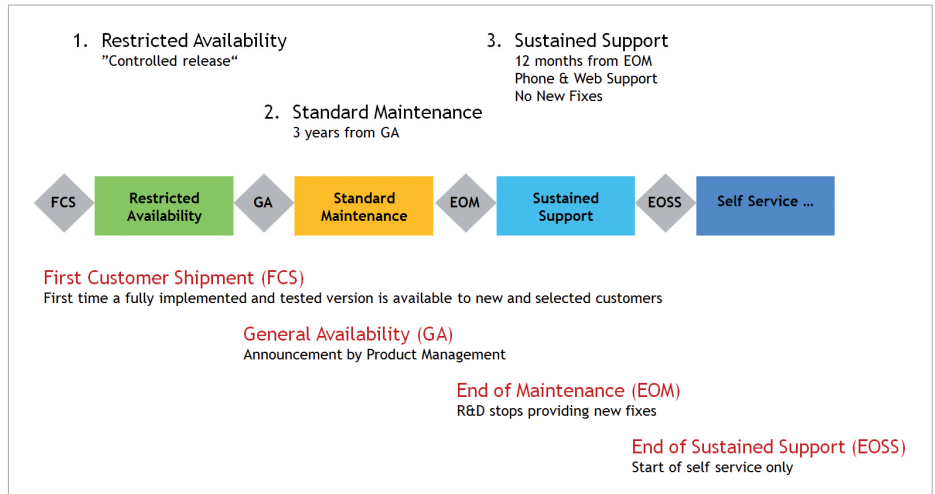 1. Restricted Availability
”Controlled release“
3. Sustained Support
12 months from EOM
Phone & Web Support
No New Fixes
2. Standard Maintenance
3 years from GA
FCS
Restricted
Availability
GA
Standard
Maintenance
EOM
Sustained
Support
EOSS
Self Service ...
First Customer Shipment (FCS)
First time a fully implemented and tested version is available to new and selected customers
General Availability (GA)
Announcement by Product Management
End of Maintenance (EOM)
R&D stops providing new fixes
End of Sustained Support (EOSS)
Start of self service only